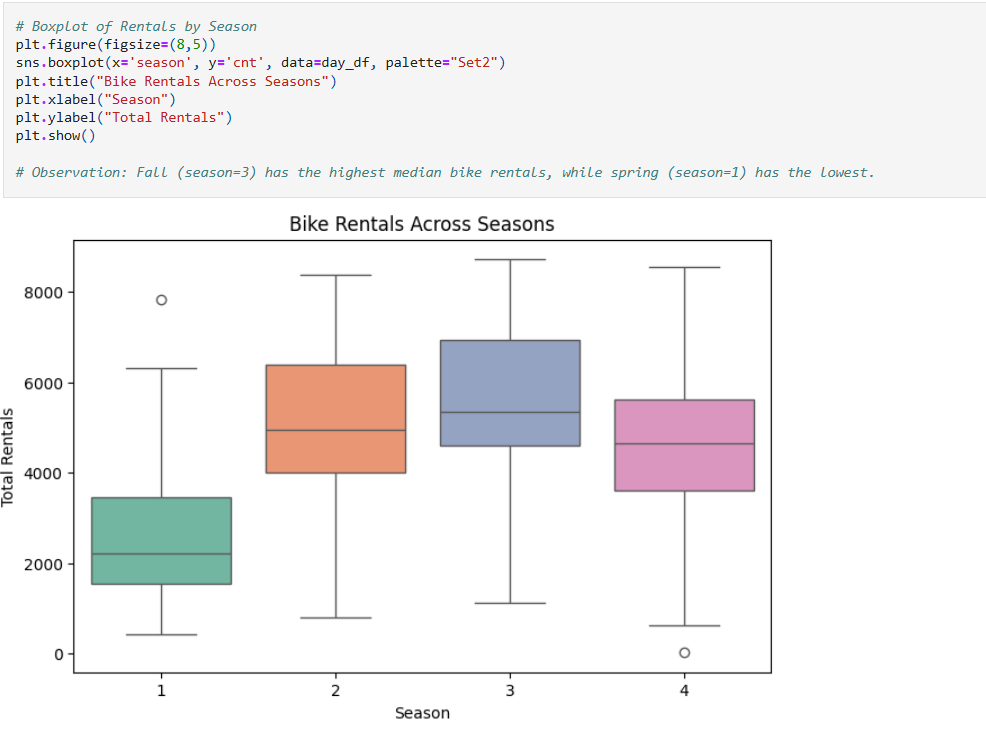 # Boxplot of Rentals by Season
plt.figure(figsize=(8,5))
sns.boxplot(x='season', y='cnt', data=day_df, palette="Set2")
plt.title("Bike Rentals Across Seasons")
plt.xlabel("Season")
plt.ylabel("Total Rentals")
plt.show()
# Observation: Fall (season=3) has the highest median bike rentals, while spring (season=1) has the lowest.
Bike Rentals Across Seasons
Total Rentals
8000
6000
4000
2000
0
1 2 3 4
Season